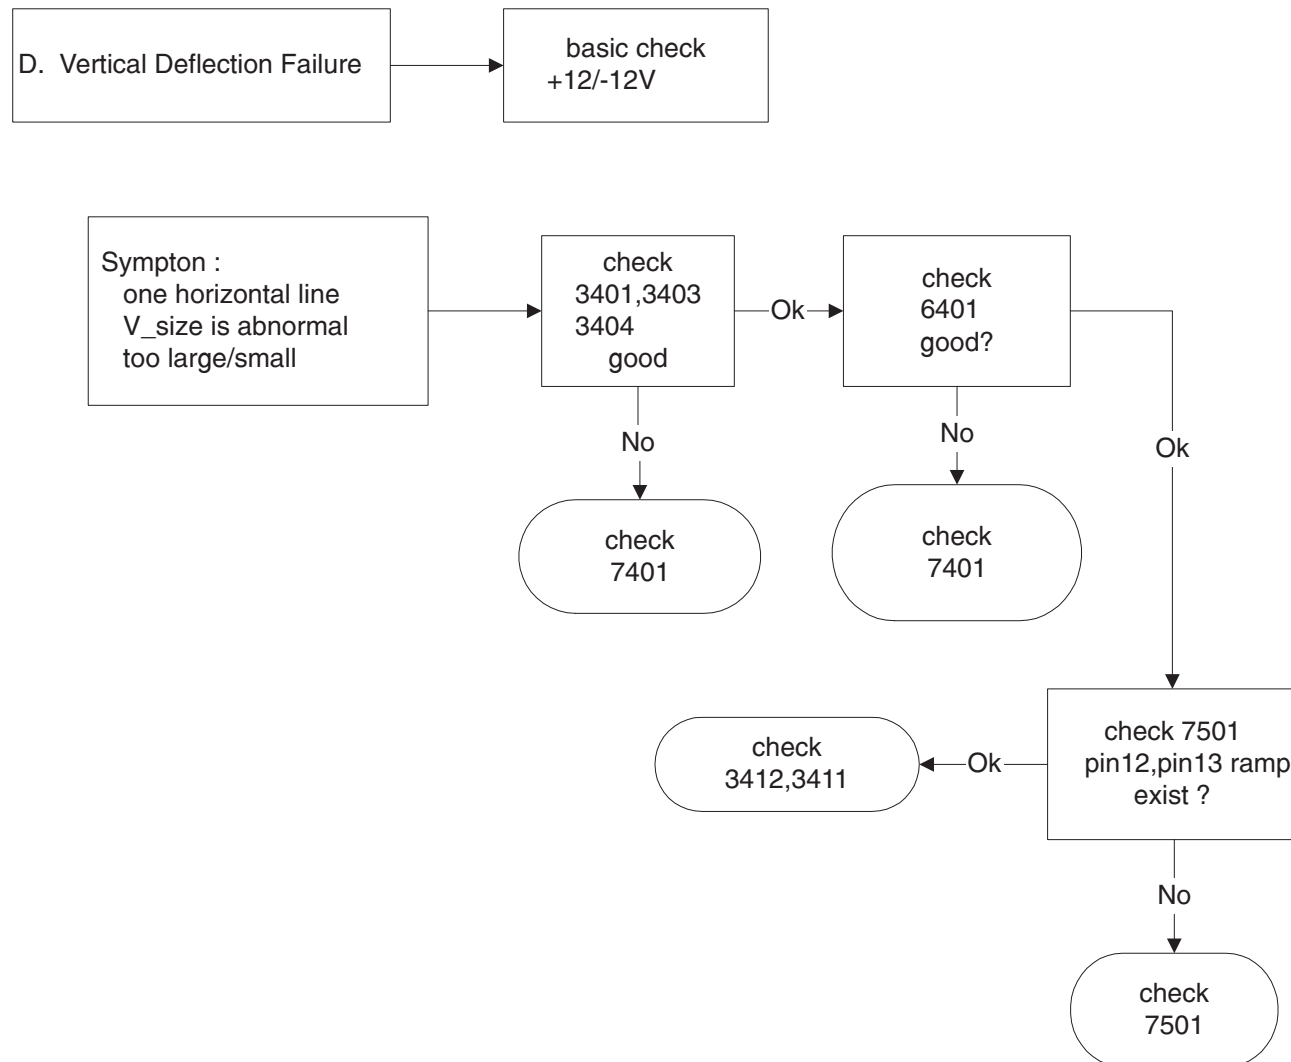 D.  Vertical Deflection Failure
basic check
+12/-12V
Sympton :
one horizontal line
V_size is abnormal
too large/small
check
3401,3403
3404
good
Ok
check
6401
good?
No
check
7401
No
check
7401
Ok
check 7501
pin12,pin13 ramp
exist ?
Ok
check
3412,3411
No
check
7501